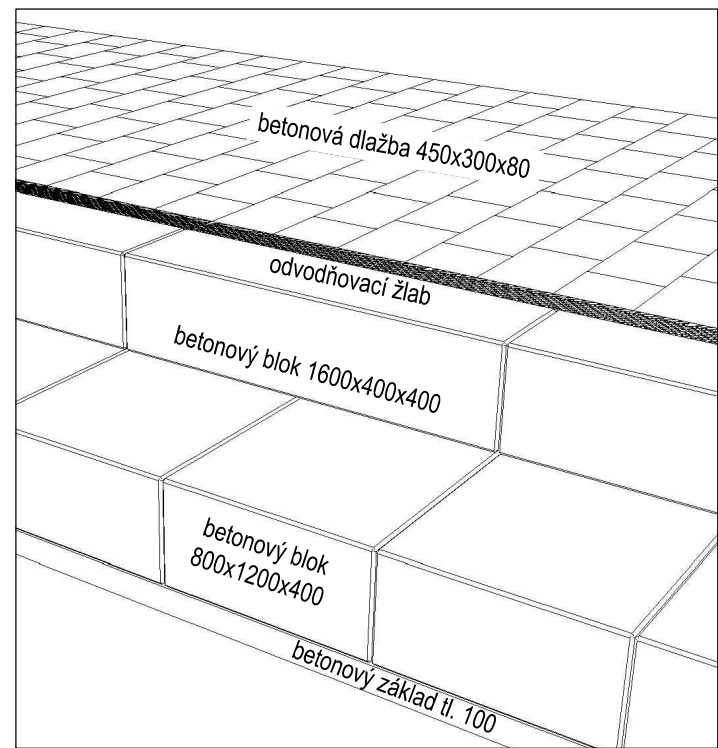 betonová dlažba 450x300x80
odvodňovací žlab
betonový blok 1600x400x400
betonový blok
800x1200x400
betonový základ tl. 100